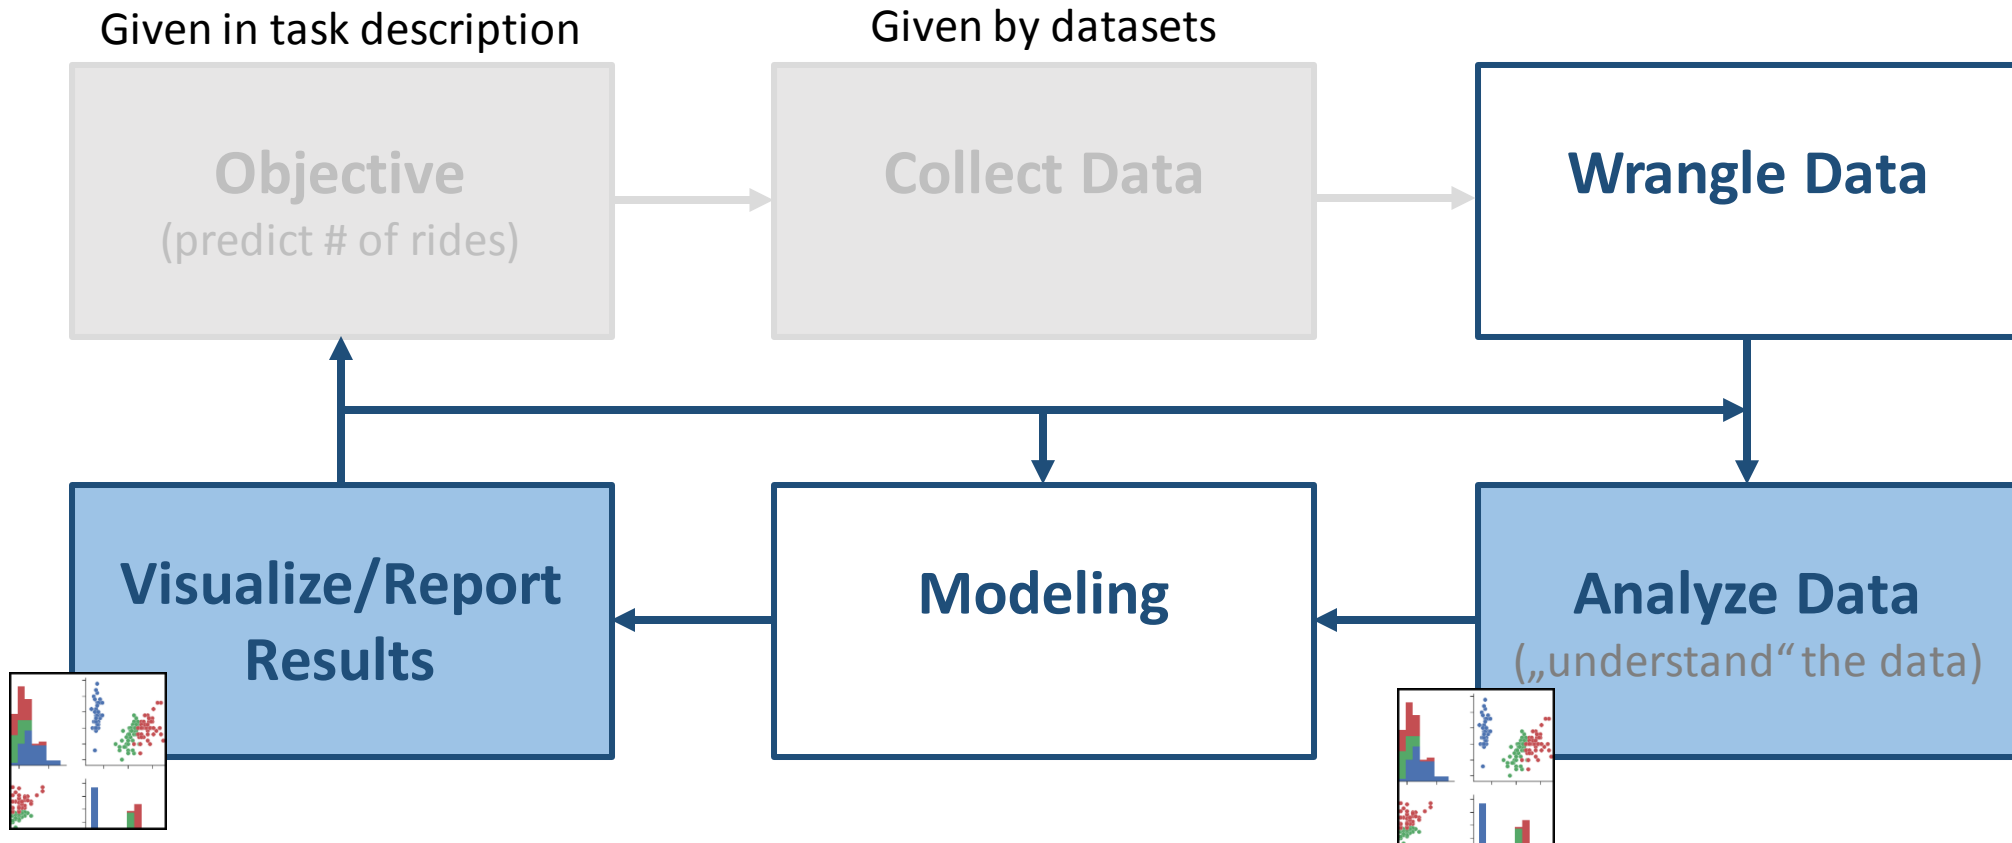 Given in task description
Given by datasets
Objective
(predict # of rides)
Collect Data
Wrangle Data
Visualize/Report
Results
Modeling
Analyze Data
(„understand“ the data)